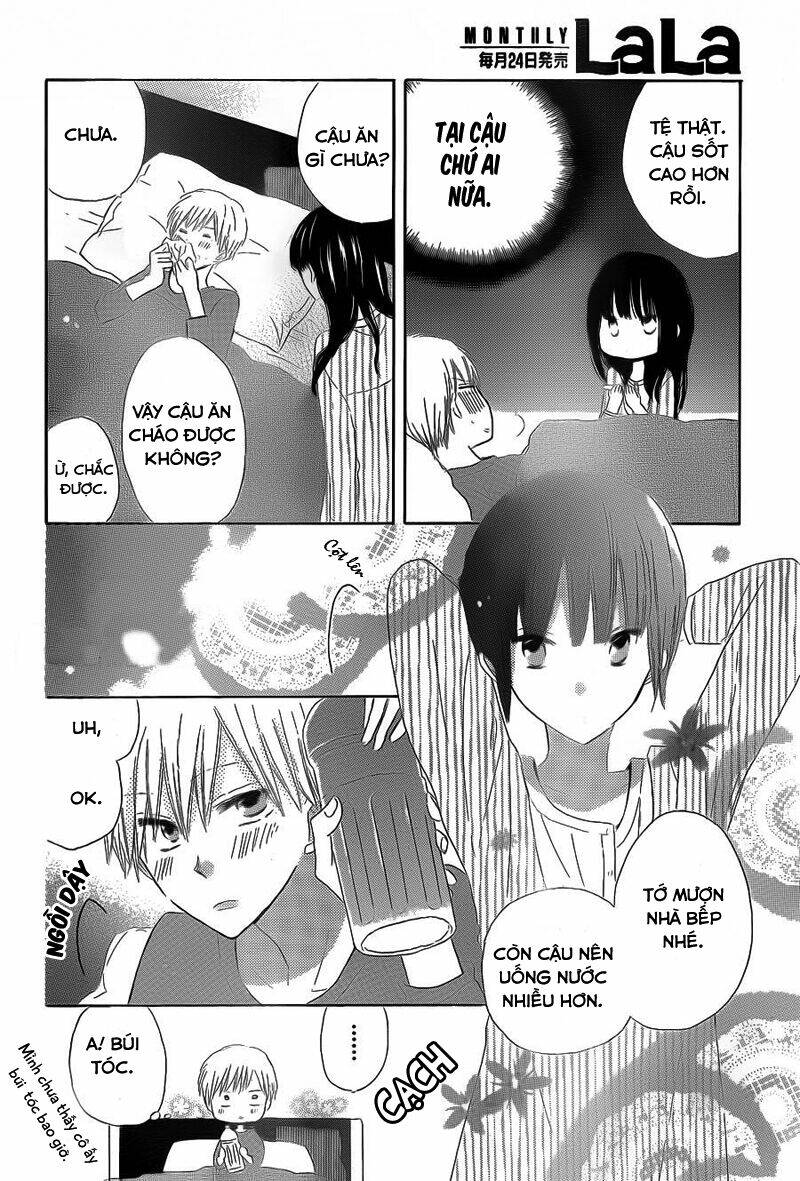 MONTHLY
毎月24日発売
LaLa
TỆ THẬT.
CẬU SỐT
CAO HƠN
RỒI.
TẠI CẬU
CHỨ AI
NỮA.
CẬU ĂN
GÌ CHƯA?
CHƯA.
VẬY CẬU ĂN
CHÁO ĐƯỢC
KHÔNG?
Ừ, CHẮC
ĐƯỢC.
Cột lên
TỚ MƯỢN
NHÀ BẾP
NHÉ.
CÒN CẬU NÊN
UỐNG NƯỚC
NHIỀU HƠN.
UH,
OK.
NGỒI DẬY
CẠCH
......
A! BÚI
TÓC.
Mình chưa thấy cô ấy
búi tóc bao giờ.